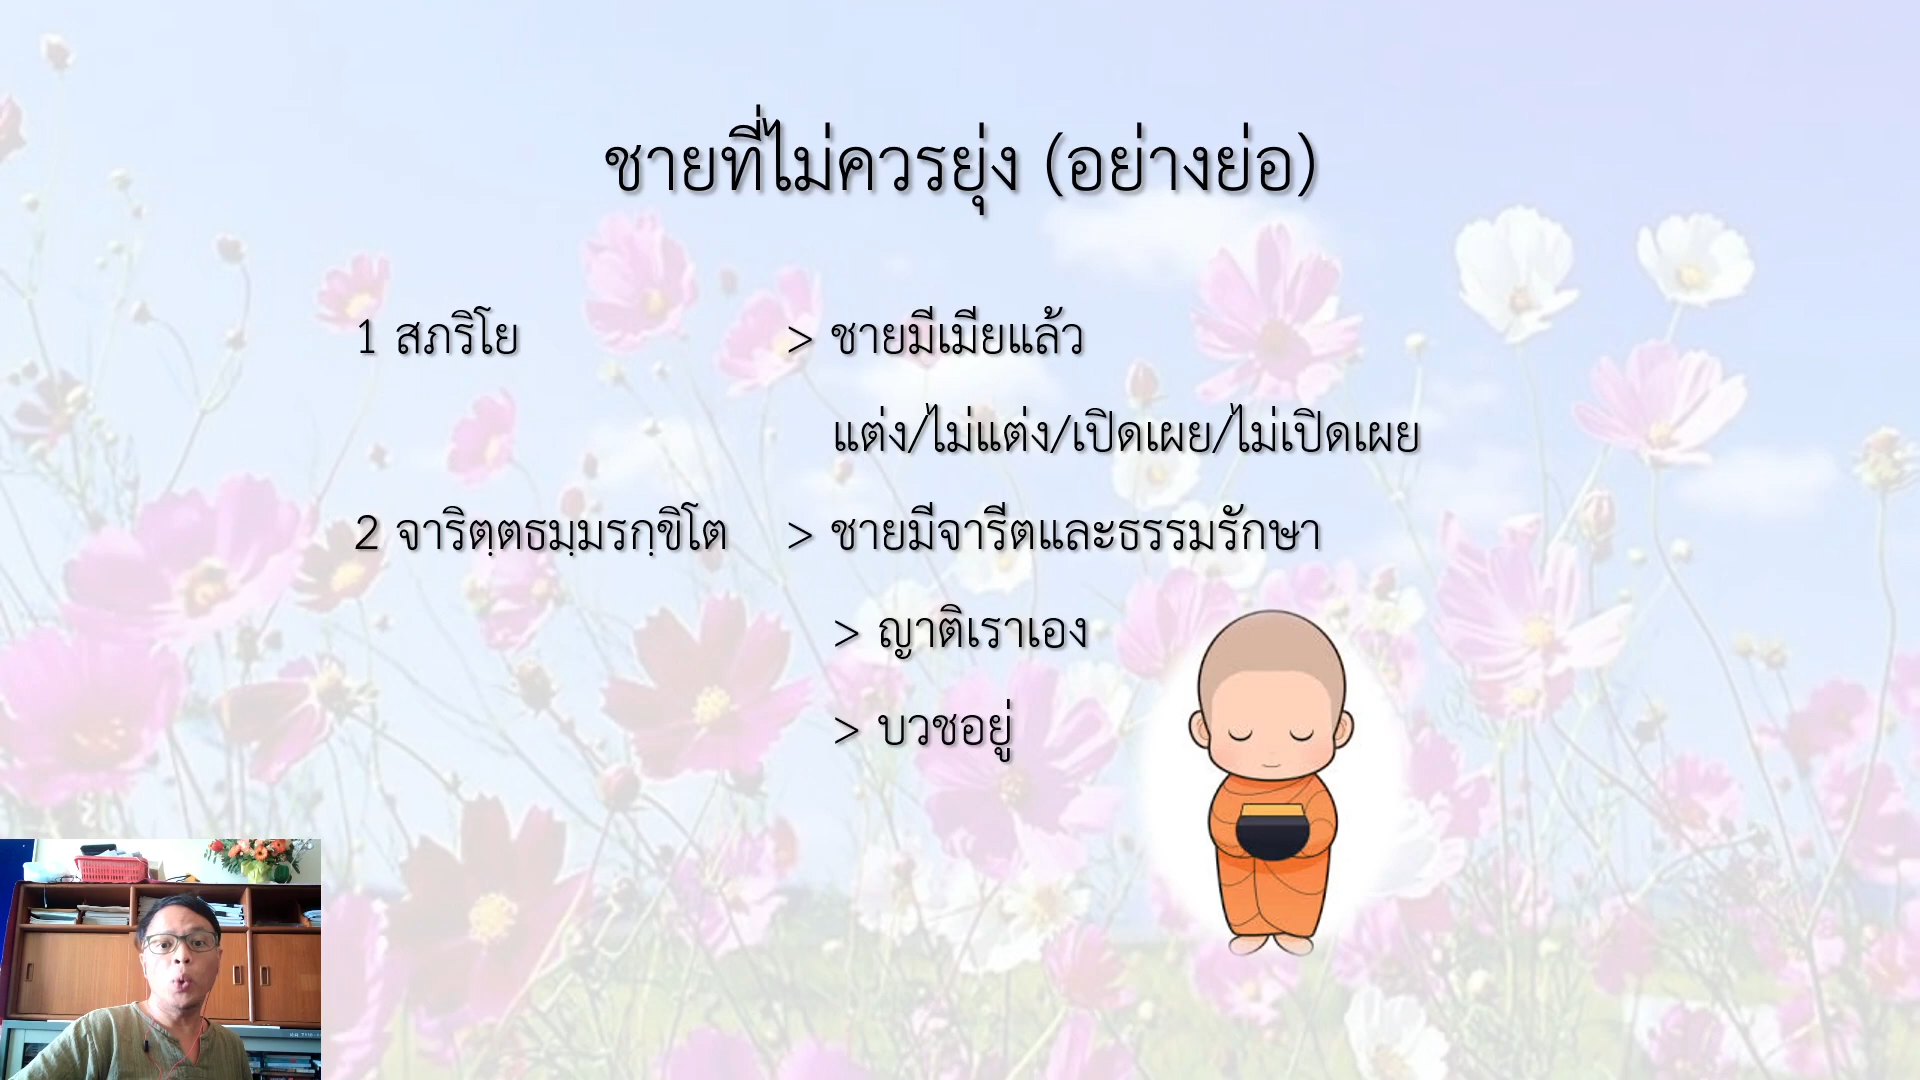 ชายที่ไม่ควรยุ่ง (อย่างย่อ)
1 สภริโย > ชายมีเมียแล้ว
แต่ง/ไม่แต่ง/เปิดเผย/ไม่เปิดเผย
2 จาริตฺตธมฺมรกฺขิโต > ชายมีจารีตและธรรมรักษา
> ญาติเราเอง
> บวชอยู่